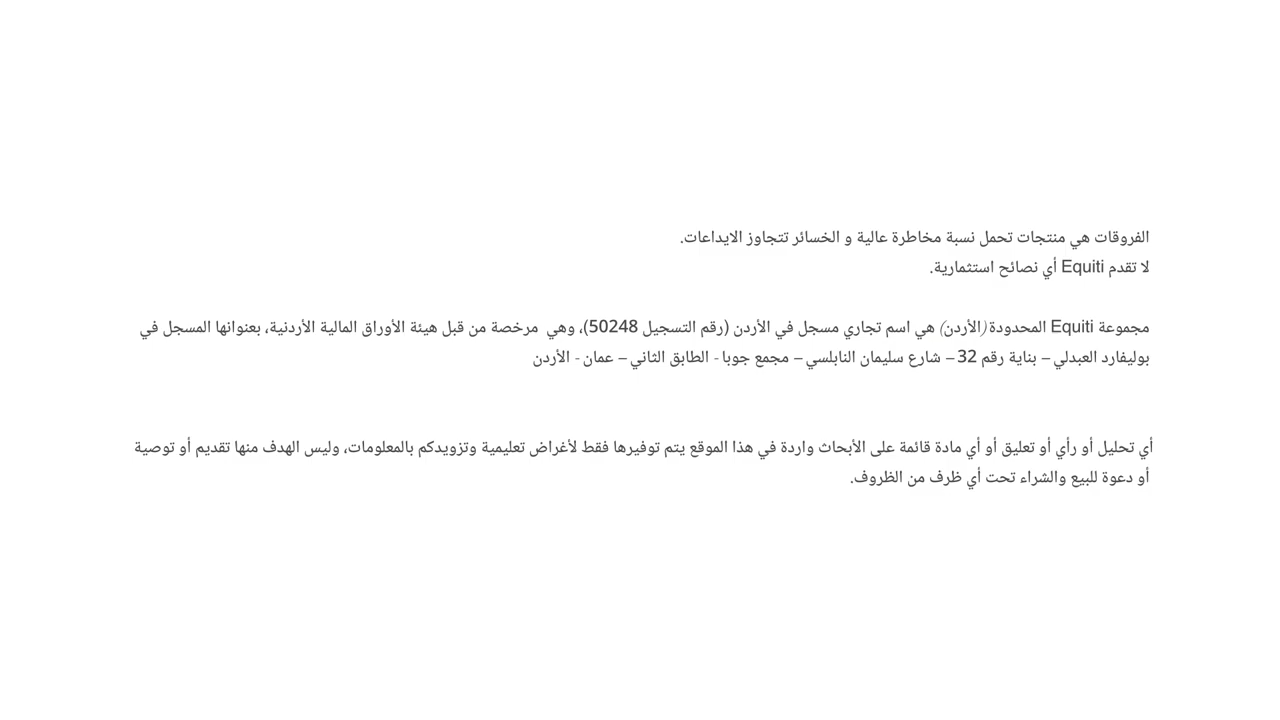 الفروقات هي منتجات تحمل نسبة مخاطرة عالية و الخسائر تتجاوز الايداعات.
لا تقدم Equiti أي نصائح استثمارية.
مجموعة Equiti المحدودة (الأردن) هي اسم تجاري مسجل في الأردن (رقم التسجيل 50248)، وهي مرخصة من قبل هيئة الأوراق المالية الأردنية، بعنوانها المسجل في
بوليفارد العبدلي – بناية رقم 32 – شارع سليمان النابلسي – مجمع جوبا - الطابق الثاني – عمان - الأردن
أي تحليل أو رأي أو تعليق أو أي مادة قائمة على الأبحاث واردة في هذا الموقع يتم توفيرها فقط لأغراض تعليمية وتزويدكم بالمعلومات، وليس الهدف منها تقديم أو توصية
أو دعوة للبيع والشراء تحت أي ظرف من الظروف.